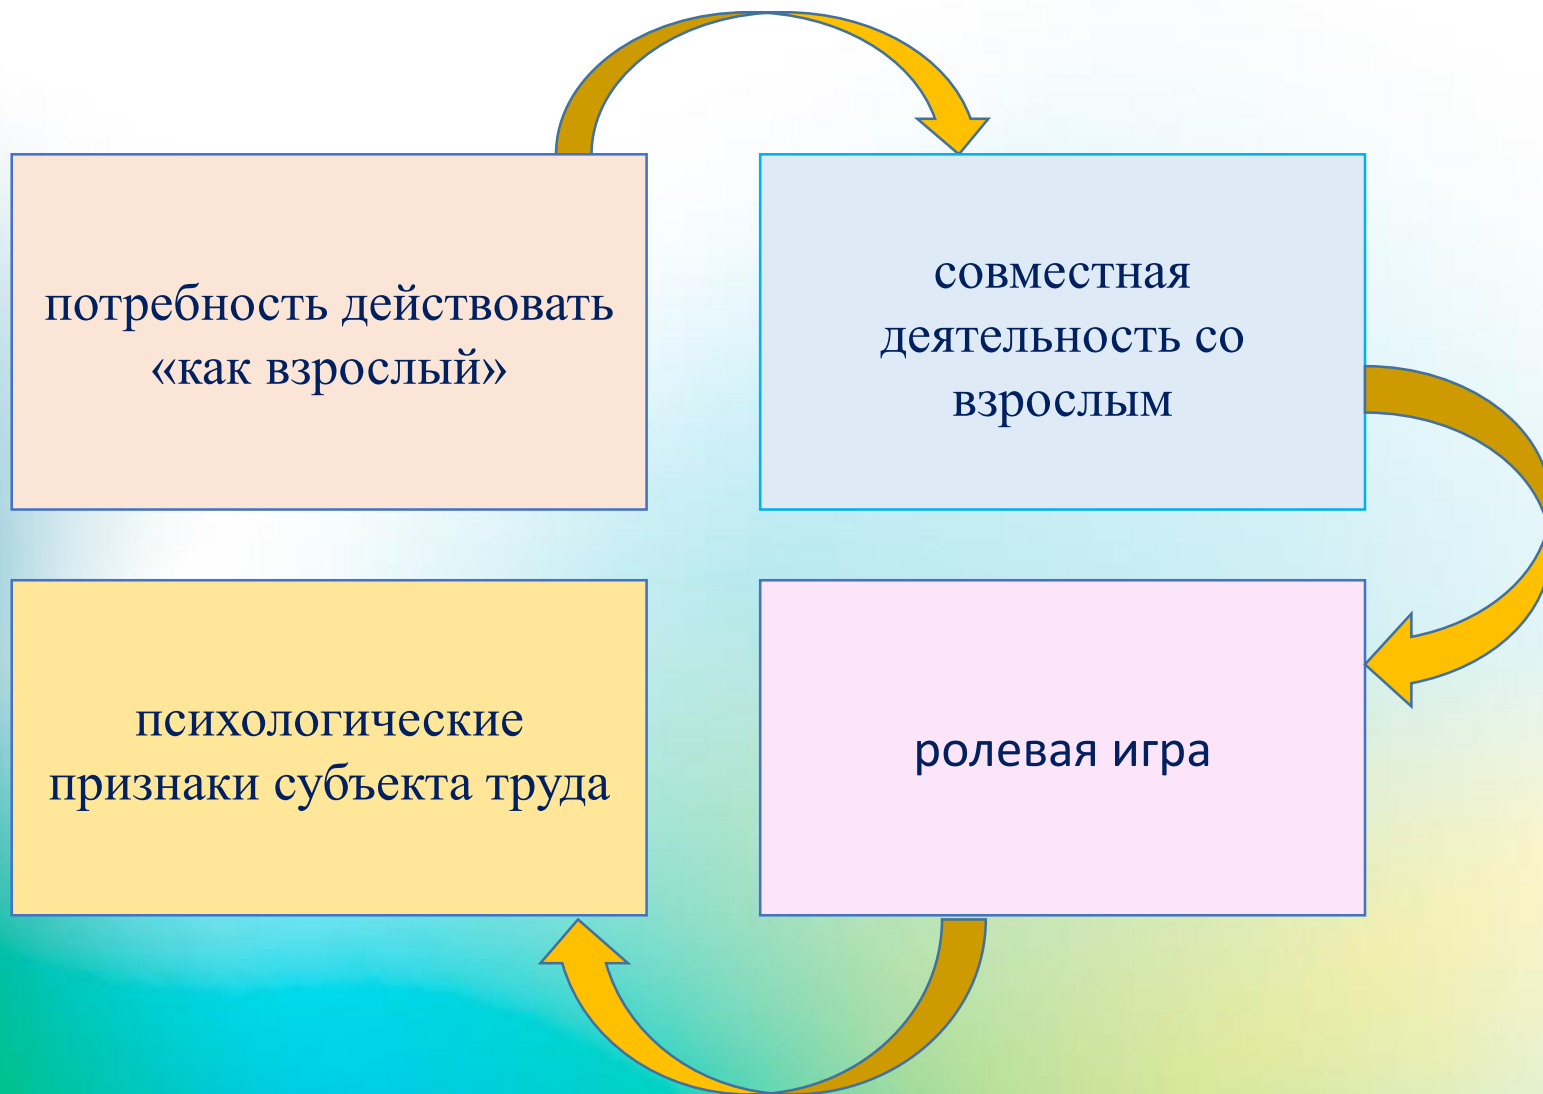 потребность действовать
«как взрослый»
совместная
деятельность со
взрослым
психологические
признаки субъекта труда
ролевая игра